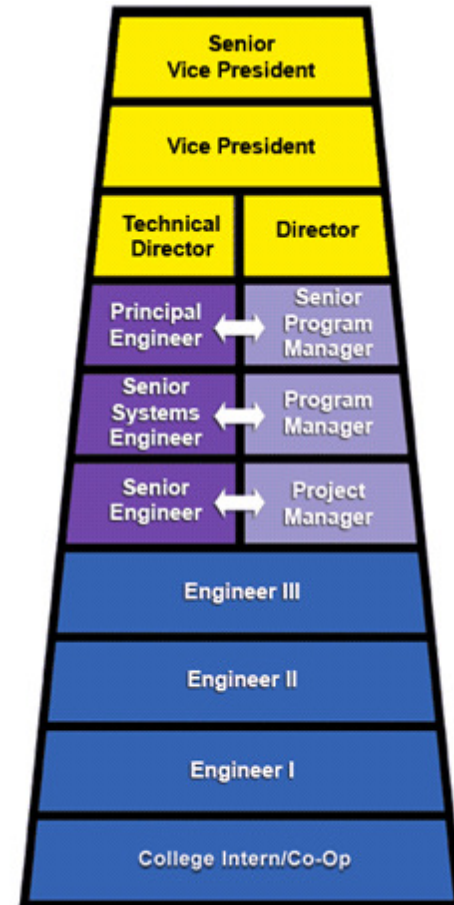 Senior
Vice President
Vice President
Technical
Director
Director
Principal
Engineer
Senior
Program
Manager
Senior
Systems
Engineer
Program
Manager
Senior
Engineer
Project
Manager
Engineer III
Engineer II
Engineer I
College Intern/Co-Op